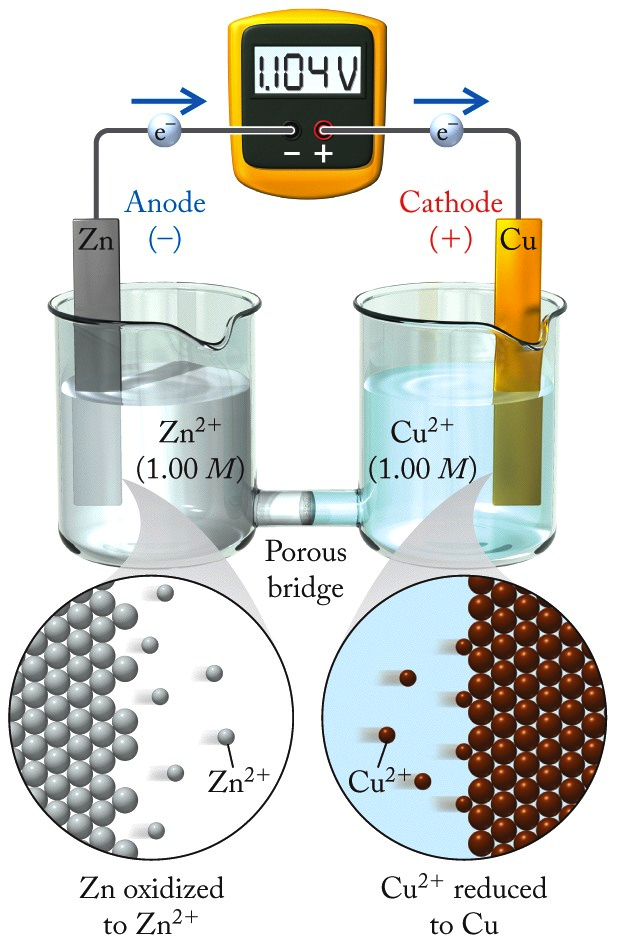 1.104 V
e⁻
e⁻
− +
Anode
(−)
Cathode
(+)
Zn
Cu
Zn²⁺
(1.00 M)
Cu²⁺
(1.00 M)
Porous
bridge
Zn²⁺
Cu²⁺
Zn oxidized
to Zn²⁺
Cu²⁺ reduced
to Cu